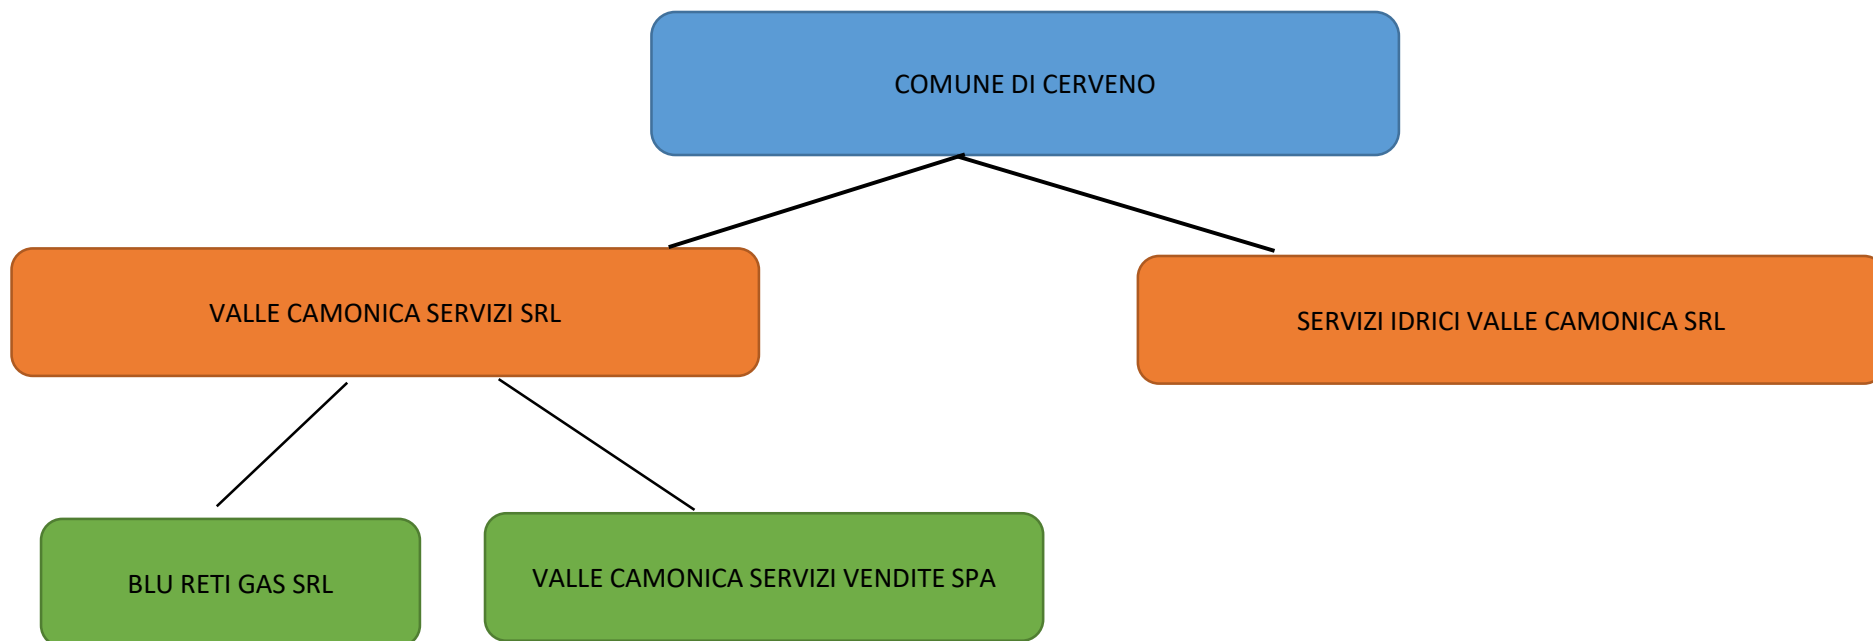 COMUNE DI CERVENO
VALLE CAMONICA SERVIZI SRL
SERVIZI IDRICI VALLE CAMONICA SRL
BLU RETI GAS SRL
VALLE CAMONICA SERVIZI VENDITE SPA